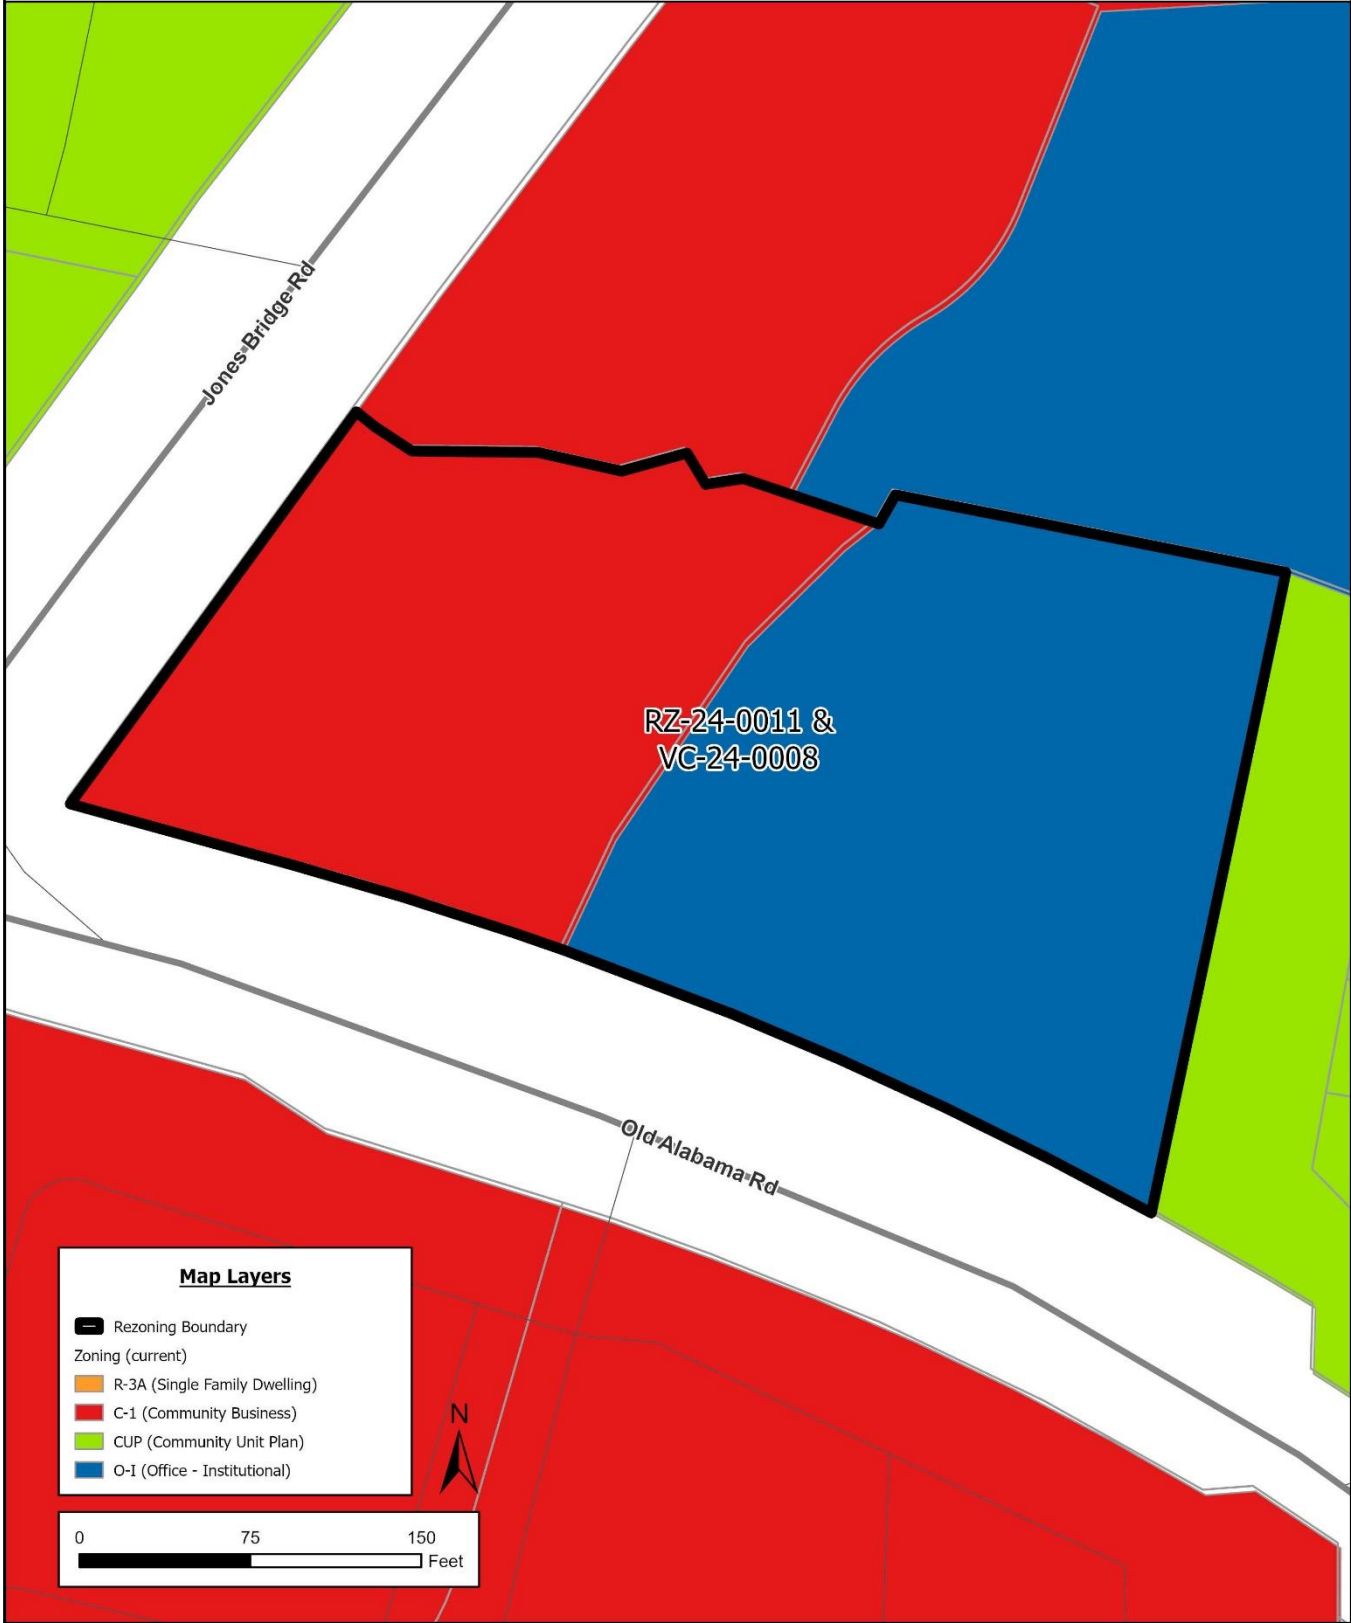 Jones Bridge Rd
RZ-24-0011 &
VC-24-0008
Old Alabama Rd
Map Layers
Rezoning Boundary
Zoning (current)
R-3A (Single Family Dwelling)
C-1 (Community Business)
CUP (Community Unit Plan)
O-I (Office - Institutional)
N
0 75 150
Feet